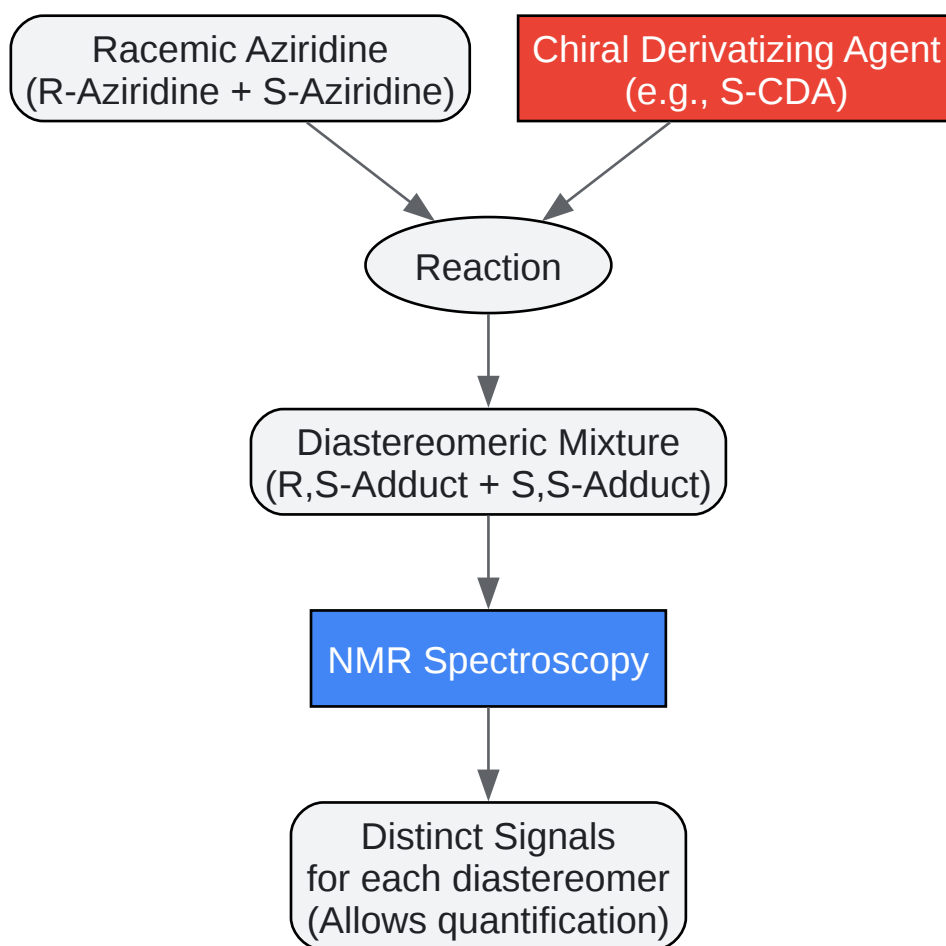 Racemic Aziridine
(R-Aziridine + S-Aziridine)
Chiral Derivatizing Agent
(e.g., S-CDA)
Reaction
Diastereomeric Mixture
(R,S-Adduct + S,S-Adduct)
NMR Spectroscopy
Distinct Signals
for each diastereomer
(Allows quantification)